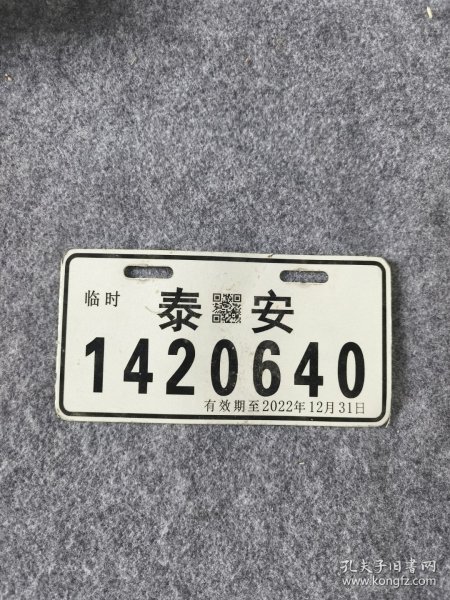 临时
泰安
1420640
有效期至2022年12月31日
孔夫子旧书网
www.kongfz.com